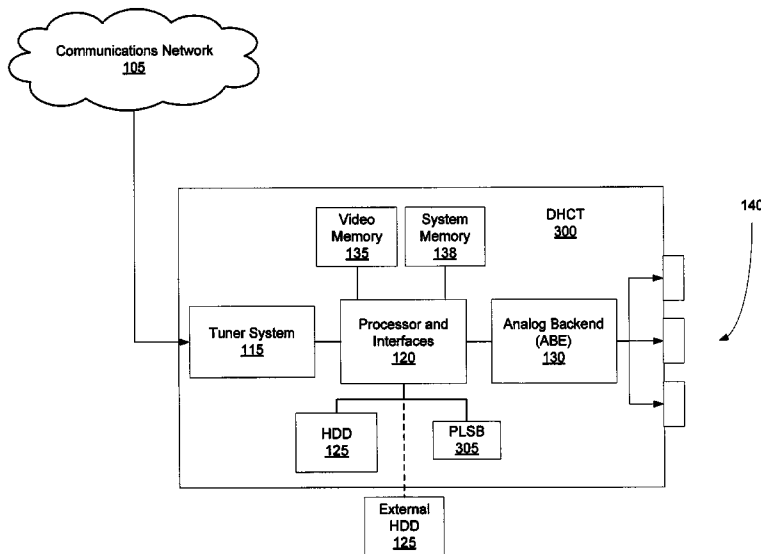 Communications Network
105
DHCT
300
140
Video
Memory
135
System
Memory
138
Tuner System
115
Processor and
Interfaces
120
Analog Backend
(ABE)
130
HDD
125
PLSB
305
External
HDD
125